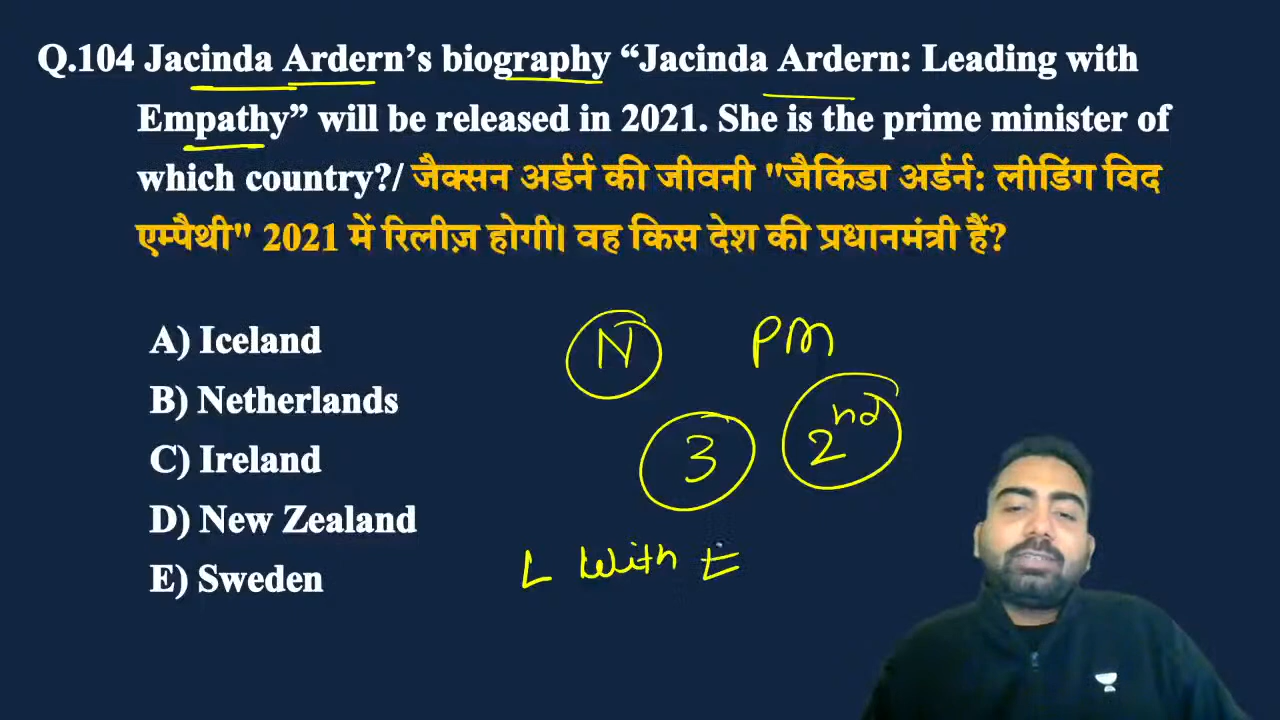 Q.104 Jacinda Ardern’s biography “Jacinda Ardern: Leading with
Empathy” will be released in 2021. She is the prime minister of
which country?/ जैक्सन अर्डर्न की जीवनी "जैकिंडा अर्डर्न: लीडिंग विद
एम्पैथी" 2021 में रिलीज़ होगी। वह किस देश की प्रधानमंत्री हैं?
A) Iceland
N PM
B) Netherlands
3 2nd
C) Ireland
D) New Zealand
L With E
E) Sweden